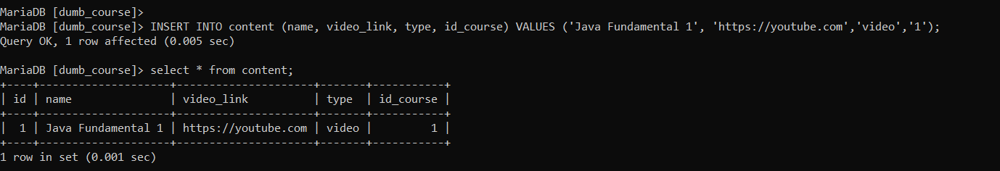 MariaDB [dumb_course]>
MariaDB [dumb_course]> INSERT INTO content (name, video_link, type, id_course) VALUES ('Java Fundamental 1', 'https://youtube.com','video','1');
Query OK, 1 row affected (0.005 sec)
MariaDB [dumb_course]> select * from content;
+----+--------------------+---------------------+-------+-----------+
| id | name               | video_link          | type  | id_course |
+----+--------------------+---------------------+-------+-----------+
|  1 | Java Fundamental 1 | https://youtube.com | video |         1 |
+----+--------------------+---------------------+-------+-----------+
1 row in set (0.001 sec)